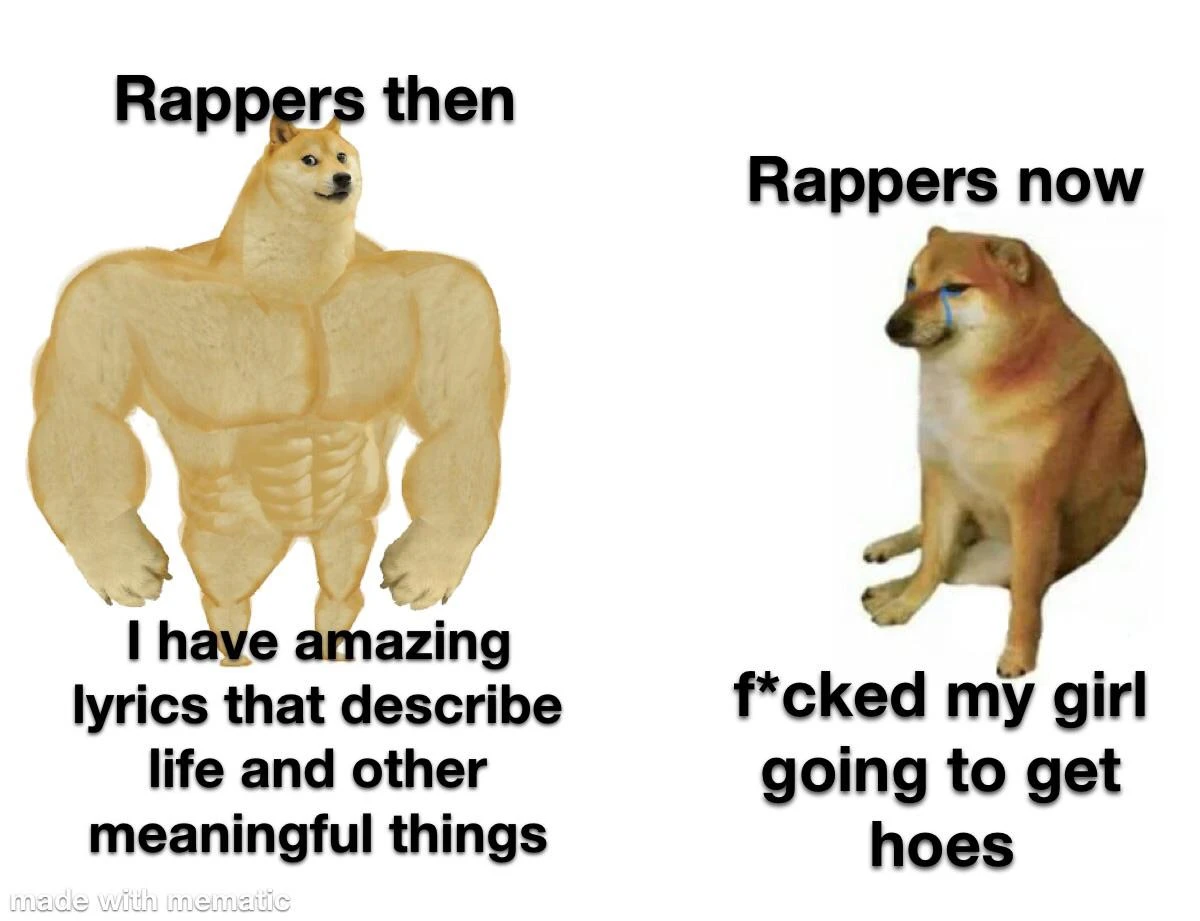 Rappers then
Rappers now
I have amazing
lyrics that describe
life and other
meaningful things
f*cked my girl
going to get
hoes
made with mematic